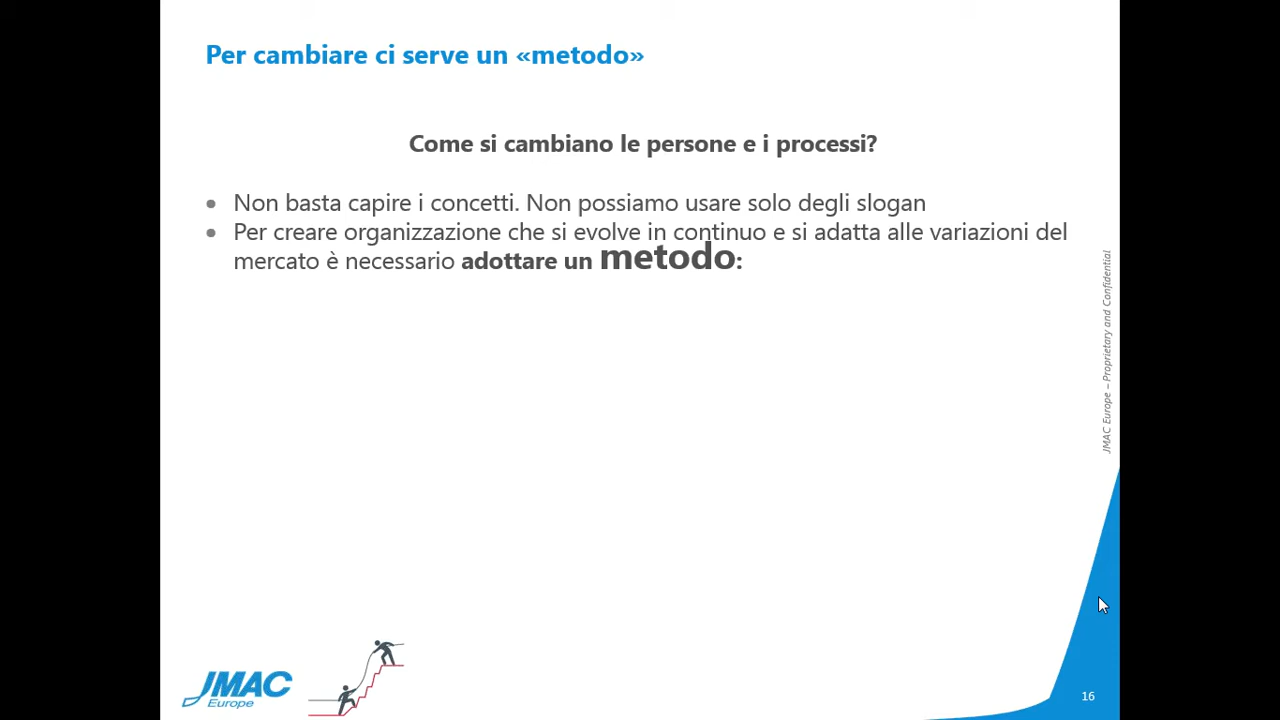 Per cambiare ci serve un «metodo»
Come si cambiano le persone e i processi?
• Non basta capire i concetti. Non possiamo usare solo degli slogan
• Per creare organizzazione che si evolve in continuo e si adatta alle variazioni del
mercato è necessario adottare un metodo:
JMAC Europe – Proprietary and Confidential
JMAC
Europe
16